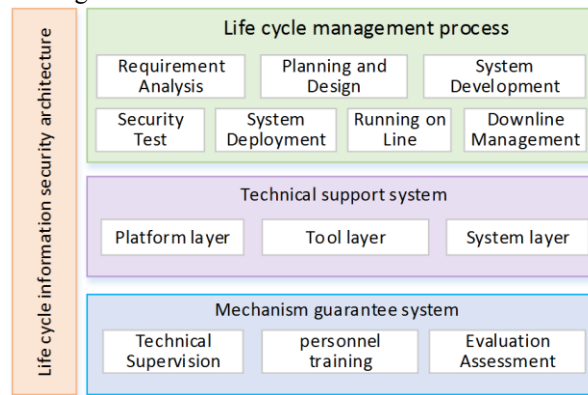 Life cycle information security architecture
Life cycle management process
Requirement
Analysis
Planning and
Design
System
Development
Security
Test
System
Deployment
Running on
Line
Downline
Management
Technical support system
Platform layer
Tool layer
System layer
Mechanism guarantee system
Technical
Supervision
personnel
training
Evaluation
Assessment